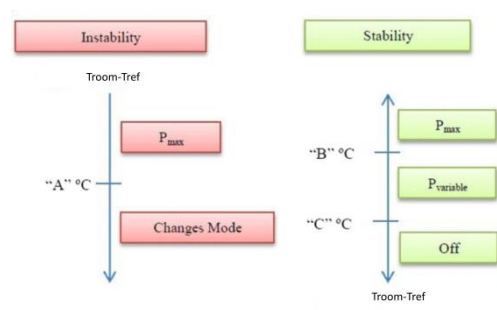 Instability
Stability
Troom-Tref
Pmax
"A" ºC
Changes Mode
Pmax
"B" ºC
Pvariable
"C" ºC
Off
Troom-Tref